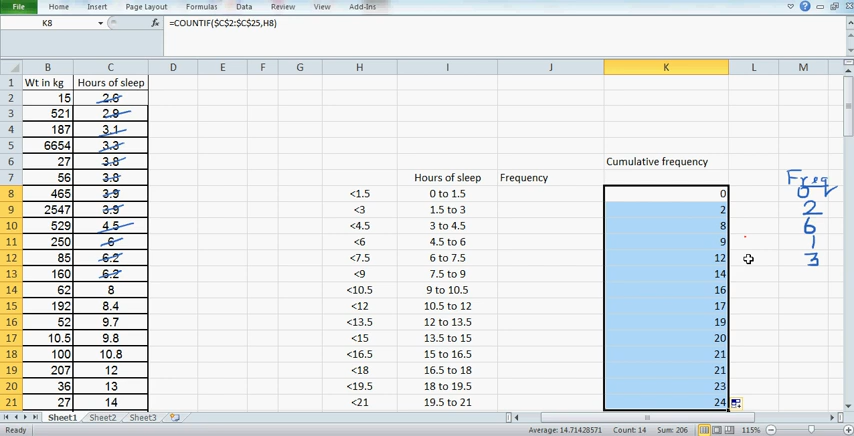 File Home Insert Page Layout Formulas Data Review View Add-Ins
K8 fx =COUNTIF($C$2:$C$25,H8)
B C D E F G H I J K L M
1 Wt in kg Hours of sleep
2 15 2.6
3 521 2.9
4 187 3.1
5 6654 3.3
6 27 3.8 Cumulative frequency
7 56 3.8 Hours of sleep Frequency Freq
8 465 3.9 <1.5 0 to 1.5 0 0
9 2547 3.9 <3 1.5 to 3 2 2
10 529 4.5 <4.5 3 to 4.5 8 6
11 250 6 <6 4.5 to 6 9 1
12 85 6.2 <7.5 6 to 7.5 12 3
13 160 6.2 <9 7.5 to 9 14
14 62 8 <10.5 9 to 10.5 16
15 192 8.4 <12 10.5 to 12 17
16 52 9.7 <13.5 12 to 13.5 19
17 10.5 9.8 <15 13.5 to 15 20
18 100 10.8 <16.5 15 to 16.5 21
19 207 12 <18 16.5 to 18 21
20 36 13 <19.5 18 to 19.5 23
21 27 14 <21 19.5 to 21 24
Sheet1 Sheet2 Sheet3
Ready Average: 14.71428571 Count: 14 Sum: 206 115%